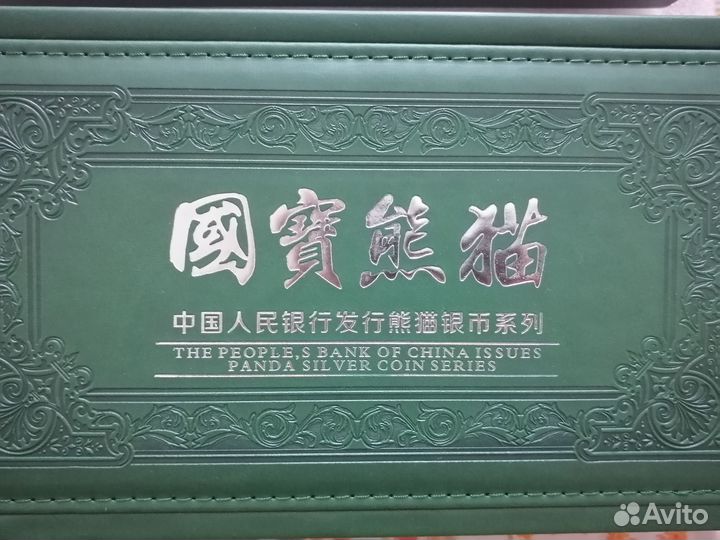 國寶熊猫
中国人民银行发行熊猫银币系列
THE PEOPLE,S BANK OF CHINA ISSUES
PANDA SILVER COIN SERIES
Avito